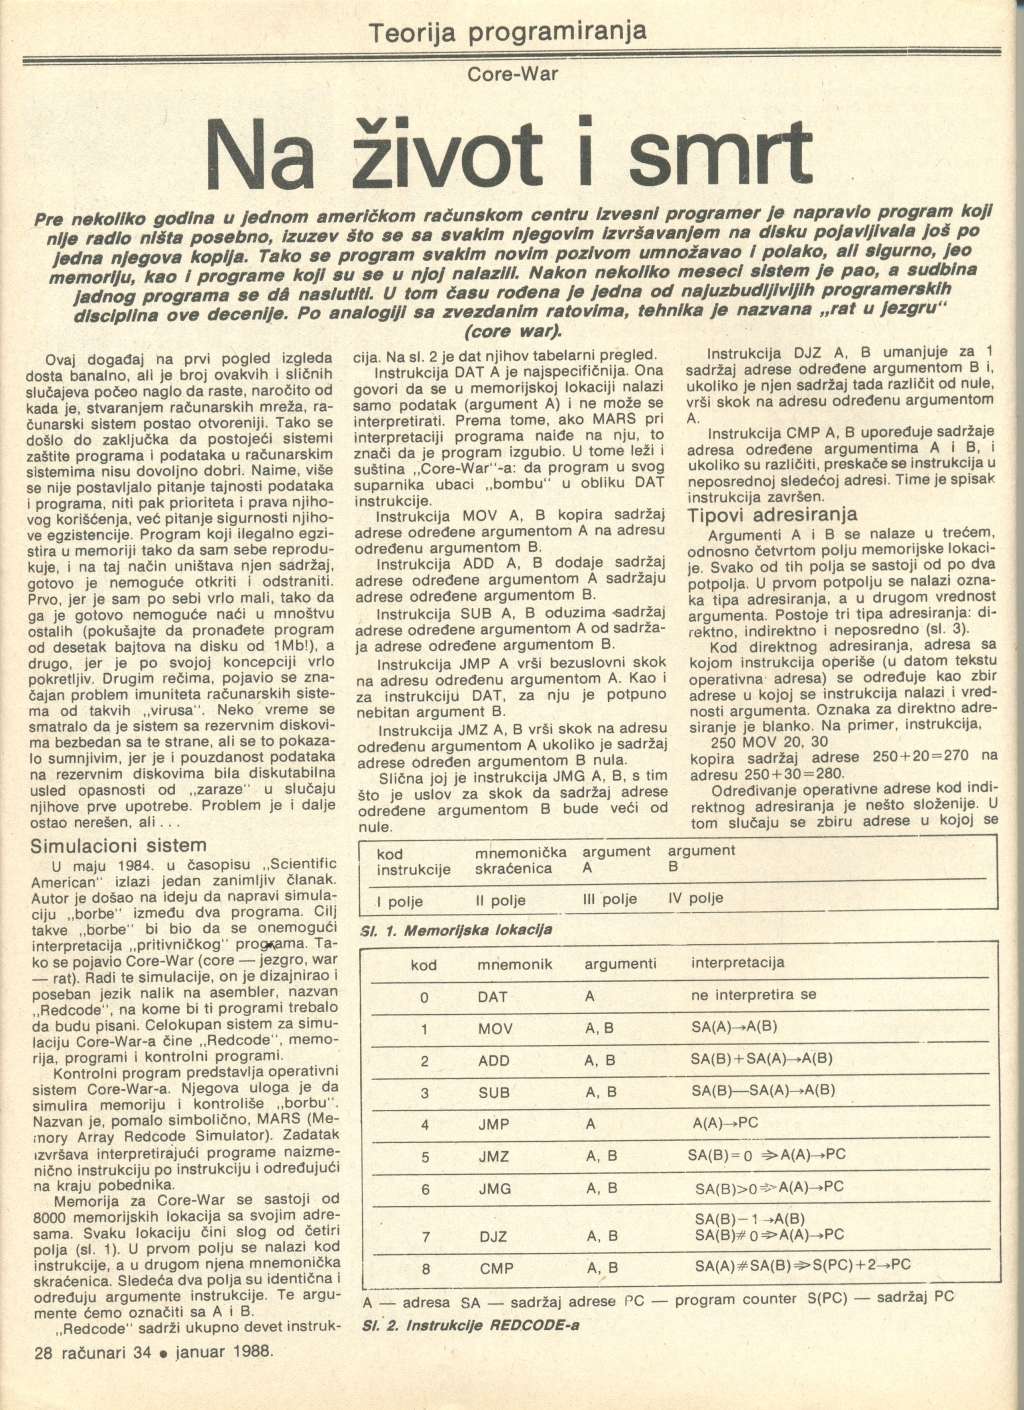 Teorija programiranja
Core-War
Na život i smrt
Pre nekoliko godina u jednom američkom računskom centru izvesni programer je napravio program koji
nije radio ništa posebno, izuzev što se sa svakim njegovim izvršavanjem na disku pojavljivala još po
jedna njegova kopija. Tako se program svakim novim pozivom umnožavao i polako, ali sigurno, jeo
memoriju, kao i programe koji su se u njoj nalazili. Nakon nekoliko meseci sistem je pao, a sudbina
jadnog programa se dâ naslutiti. U tom času rođena je jedna od najuzbudljivijih programerskih
disciplina ove decenije. Po analogiji sa zvezdanim ratovima, tehnika je nazvana „rat u jezgru“
(core war).
Ovaj događaj na prvi pogled izgleda
dosta banalno, ali je broj ovakvih i sličnih
slučajeva počeo naglo da raste, naročito od
kada je, stvaranjem računarskih mreža, ra-
čunarski sistem postao otvoreniji. Tako se
došlo do zaključka da postojeći sistemi
zaštite programa i podataka u računarskim
sistemima nisu dovoljno dobri. Naime, više
se nije postavljalo pitanje tajnosti podataka
i programa, niti pak prioriteta i prava njiho-
vog korišćenja, već pitanje sigurnosti njiho-
ve egzistencije. Program koji ilegalno egzi-
stira u memoriji tako da sam sebe reprodu-
kuje, i na taj način uništava njen sadržaj,
gotovo je nemoguće otkriti i odstraniti.
Prvo, jer je sam po sebi vrlo mali, tako da
ga je gotovo nemoguće naći u mnoštvu
ostalih (pokušajte da pronađete program
od desetak bajtova na disku od 1Mb!), a
drugo, jer je po svojoj koncepciji vrlo
pokretljiv. Drugim rečima, pojavio se zna-
čajan problem imuniteta računarskih siste-
ma od takvih „virusa“. Neko vreme se
smatralo da je sistem sa rezervnim diskovi-
ma bezbedan sa te strane, ali se to pokaza-
lo sumnjivim, jer je i pouzdanost podataka
na rezervnim diskovima bila diskutabilna
usled opasnosti od „zaraze“ u slučaju
njihove prve upotrebe. Problem je i dalje
ostao nerešen, ali . . .
Simulacioni sistem
U maju 1984. u časopisu „Scientific
American“ izlazi jedan zanimljiv članak.
Autor je došao na ideju da napravi simula-
ciju „borbe“ između dva programa. Cilj
takve „borbe“ bi bio da se onemogući
interpretacija „pritivničkog“ programa. Ta-
ko se pojavio Core-War (core — jezgro, war
— rat). Radi te simulacije, on je dizajnirao i
poseban jezik nalik na asembler, nazvan
„Redcode“, na kome bi ti programi trebalo
da budu pisani. Celokupan sistem za simu-
laciju Core-War-a čine „Redcode“, memo-
rija, programi i kontrolni programi.
Kontrolni program predstavlja operativni
sistem Core-War-a. Njegova uloga je da
simulira memoriju i kontroliše „borbu“.
Nazvan je, pomalo simbolično, MARS (Me-
mory Array Redcode Simulator). Zadatak
izvršava interpretirajući programe naizme-
nično instrukciju po instrukciju i određujući
na kraju pobednika.
Memorija za Core-War se sastoji od
8000 memorijskih lokacija sa svojim adre-
sama. Svaku lokaciju čini slog od četiri
polja (sl. 1). U prvom polju se nalazi kod
instrukcije, a u drugom njena mnemonička
skraćenica. Sledeća dva polja su identična i
određuju argumente instrukcije. Te argu-
mente ćemo označiti sa A i B.
„Redcode“ sadrži ukupno devet instruk-
cija. Na sl. 2 je dat njihov tabelarni pregled.
Instrukcija DAT A je najspecifičnija. Ona
govori da se u memorijskoj lokaciji nalazi
samo podatak (argument A) i ne može se
interpretirati. Prema tome, ako MARS pri
interpretaciji programa naiđe na nju, to
znači da je program izgubio. U tome leži i
suština „Core-War“-a: da program u svog
suparnika ubaci „bombu“ u obliku DAT
instrukcije.
Instrukcija MOV A, B kopira sadržaj
adrese određene argumentom A na adresu
određenu argumentom B.
Instrukcija ADD A, B dodaje sadržaj
adrese određene argumentom A sadržaju
adrese određene argumentom B.
Instrukcija SUB A, B oduzima sadržaj
adrese određene argumentom A od sadrža-
ja adrese određene argumentom B.
Instrukcija JMP A vrši bezuslovni skok
na adresu određenu argumentom A. Kao i
za instrukciju DAT, za nju je potpuno
nebitan argument B.
Instrukcija JMZ A, B vrši skok na adresu
određenu argumentom A ukoliko je sadržaj
adrese određen argumentom B nula.
Slična joj je instrukcija JMG A, B, s tim
što je uslov za skok da sadržaj adrese
određene argumentom B bude veći od
nule.
Instrukcija DJZ A, B umanjuje za 1
sadržaj adrese određene argumentom B i,
ukoliko je njen sadržaj tada različit od nule,
vrši skok na adresu određenu argumentom
A.
Instrukcija CMP A, B upoređuje sadržaje
adresa određene argumentima A i B, i
ukoliko su različiti, preskače se instrukcija u
neposrednoj sledećoj adresi. Time je spisak
instrukcija završen.
Tipovi adresiranja
Argumenti A i B se nalaze u trećem,
odnosno četvrtom polju memorijske lokaci-
je. Svako od tih polja se sastoji od po dva
potpolja. U prvom potpolju se nalazi ozna-
ka tipa adresiranja, a u drugom vrednost
argumenta. Postoje tri tipa adresiranja: di-
rektno, indirektno i neposredno (sl. 3).
Kod direktnog adresiranja, adresa sa
kojom instrukcija operiše (u datom tekstu
operativna adresa) se određuje kao zbir
adrese u kojoj se instrukcija nalazi i vred-
nosti argumenta. Oznaka za direktno adre-
siranje je blanko. Na primer, instrukcija,
250 MOV 20, 30
kopira sadržaj adrese 250+20=270 na
adresu 250+30=280.
Određivanje operativne adrese kod indi-
rektnog adresiranja je nešto složenije. U
tom slučaju se zbiru adrese u kojoj se
kod mnemonička argument argument
instrukcije skraćenica A B
I polje II polje III polje IV polje
Sl. 1. Memorijska lokacija
kod mnemonik argumenti interpretacija
0 DAT A ne interpretira se
1 MOV A, B SA(A)→A(B)
2 ADD A, B SA(B)+SA(A)→A(B)
3 SUB A, B SA(B)—SA(A)→A(B)
4 JMP A A(A)→PC
5 JMZ A, B SA(B)=0 ⇒A(A)→PC
6 JMG A, B SA(B)>0⇒A(A)→PC
SA(B)−1→A(B)
7 DJZ A, B SA(B)≠0⇒A(A)→PC
8 CMP A, B SA(A)≠SA(B)⇒S(PC)+2→PC
A — adresa SA — sadržaj adrese PC — program counter S(PC) — sadržaj PC
Sl. 2. Instrukcije REDCODE-a
28 računari 34 • januar 1988.